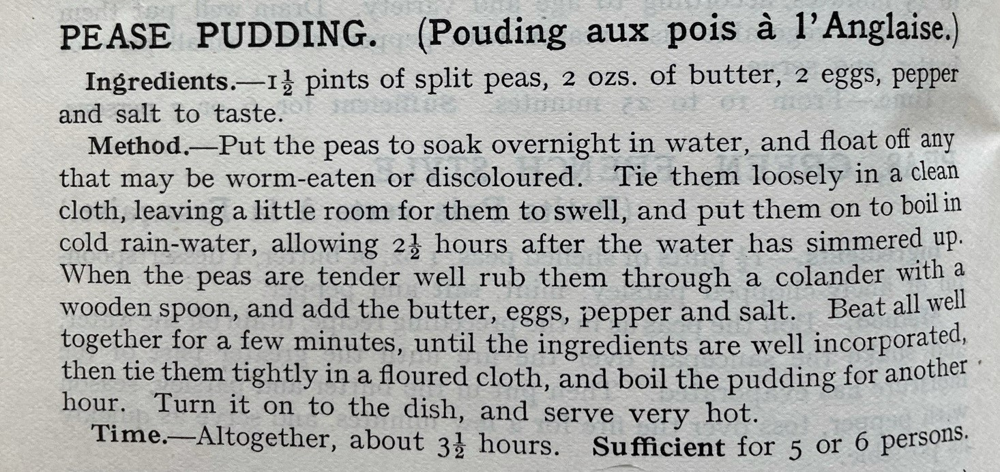 PEASE PUDDING. (Pouding aux pois à l'Anglaise.)
Ingredients.—1½ pints of split peas, 2 ozs. of butter, 2 eggs, pepper
and salt to taste.
Method.—Put the peas to soak overnight in water, and float off any
that may be worm-eaten or discoloured. Tie them loosely in a clean
cloth, leaving a little room for them to swell, and put them on to boil in
cold rain-water, allowing 2½ hours after the water has simmered up.
When the peas are tender well rub them through a colander with a
wooden spoon, and add the butter, eggs, pepper and salt. Beat all well
together for a few minutes, until the ingredients are well incorporated,
then tie them tightly in a floured cloth, and boil the pudding for another
hour. Turn it on to the dish, and serve very hot.
Time.—Altogether, about 3½ hours. Sufficient for 5 or 6 persons.